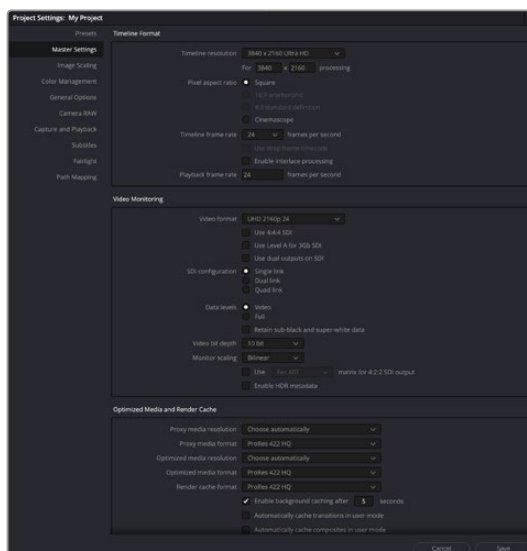 Project Settings: My Project
Presets
Master Settings
Image Scaling
Color Management
General Options
Camera RAW
Capture and Playback
Subtitles
Fairlight
Path Mapping
Timeline Format
Timeline resolution 3840 x 2160 Ultra HD
For 3840 x 2160 processing
Pixel aspect ratio Square
16:9 anamorphic
4:3 standard definition
Cinemascope
Timeline frame rate 24 frames per second
Use drop frame timecode
Enable interlace processing
Playback frame rate 24 frames per second
Video Monitoring
Video format UHD 2160p 24
Use 4:4:4 SDI
Use Level A for 3Gb SDI
Use dual outputs on SDI
SDI configuration Single link
Dual link
Quad link
Data levels Video
Full
Retain sub-black and super-white data
Video bit depth 10 bit
Monitor scaling Bilinear
Use Rec.601 matrix for 4:2:2 SDI output
Enable HDR metadata
Optimized Media and Render Cache
Proxy media resolution Choose automatically
Proxy media format ProRes 422 HQ
Optimized media resolution Choose automatically
Optimized media format ProRes 422 HQ
Render cache format ProRes 422 HQ
Enable background caching after 5 seconds
Automatically cache transitions in user mode
Automatically cache composites in user mode
Cancel Save